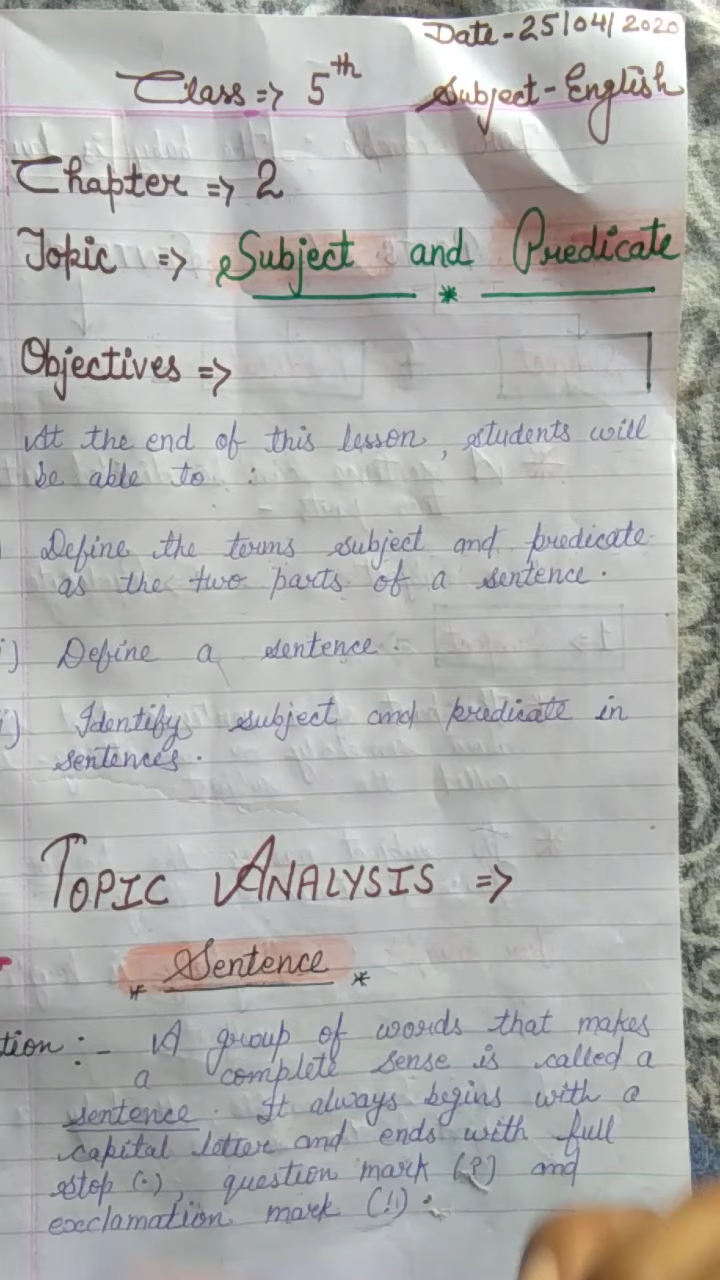 Date - 25/04/2020
Class => 5th Subject - English
Chapter => 2
Topic => Subject and Predicate
*
Objectives =>
At the end of this lesson, students will
be able to :
Define the terms subject and predicate
as the two parts of a sentence.
i) Define a sentence.
i) Identify subject and predicate in
sentences.
TOPIC ANALYSIS =>
* Sentence *
tion :- A group of words that makes
a complete sense is called a
sentence. It always begins with a
capital letter and ends with full
stop (.), question mark (?) and
exclamation mark (!).